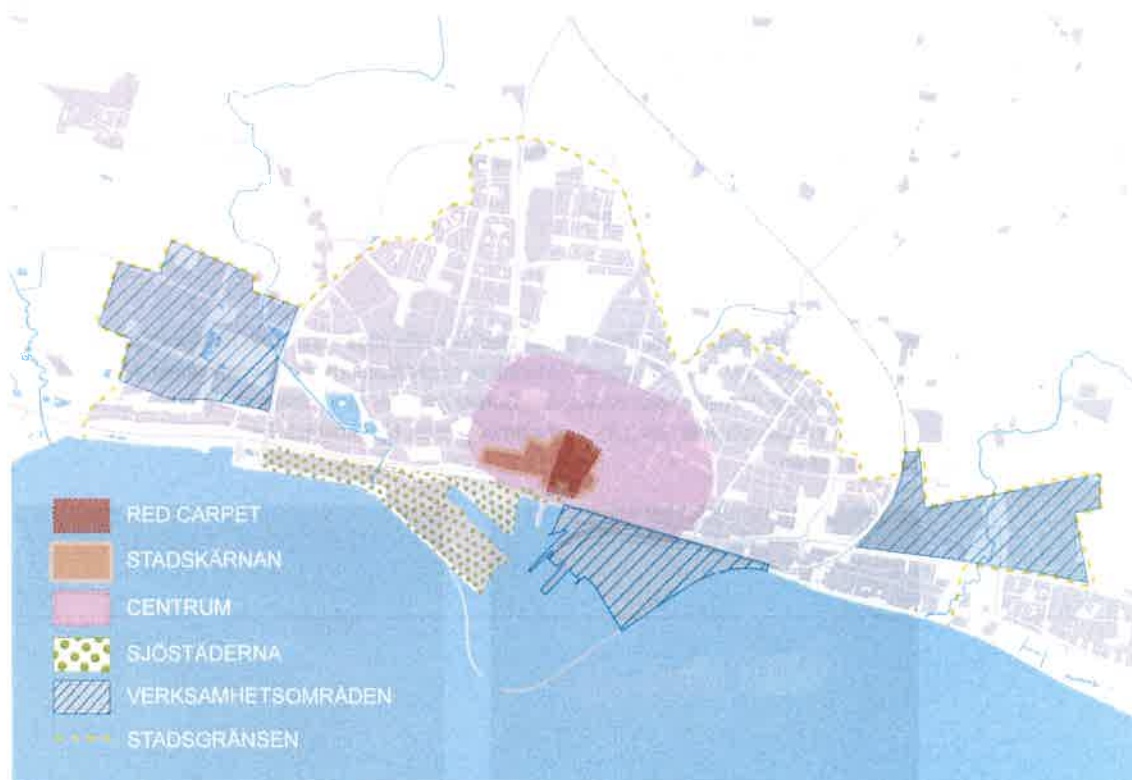 RED CARPET
STADSKÄRNAN
CENTRUM
SJÖSTÄDERNA
VERKSAMHETSOMRÅDEN
STADSGRÄNSEN